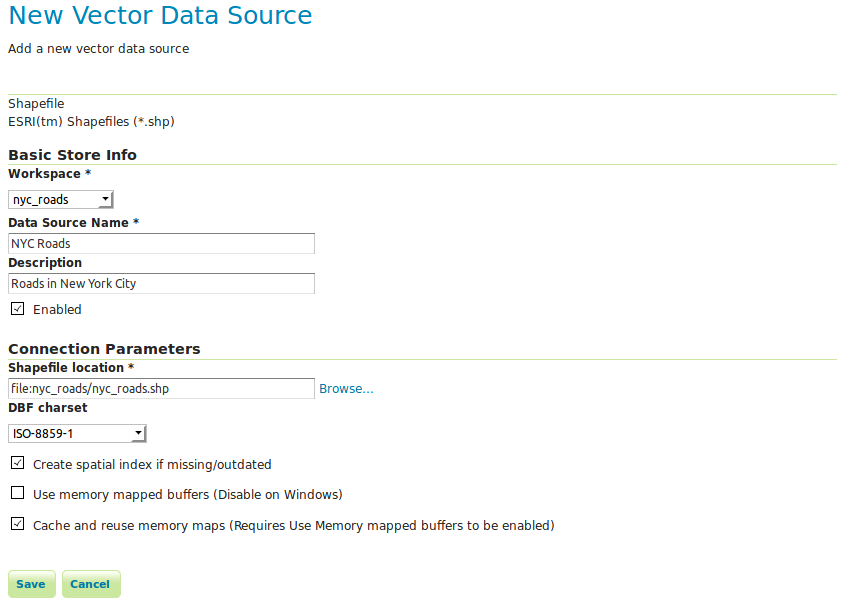 New Vector Data Source
Add a new vector data source
Shapefile
ESRI(tm) Shapefiles (*.shp)
Basic Store Info
Workspace *
nyc_roads
Data Source Name *
NYC Roads
Description
Roads in New York City
Enabled
Connection Parameters
Shapefile location *
file:nyc_roads/nyc_roads.shp Browse...
DBF charset
ISO-8859-1
Create spatial index if missing/outdated
Use memory mapped buffers (Disable on Windows)
Cache and reuse memory maps (Requires Use Memory mapped buffers to be enabled)
Save Cancel